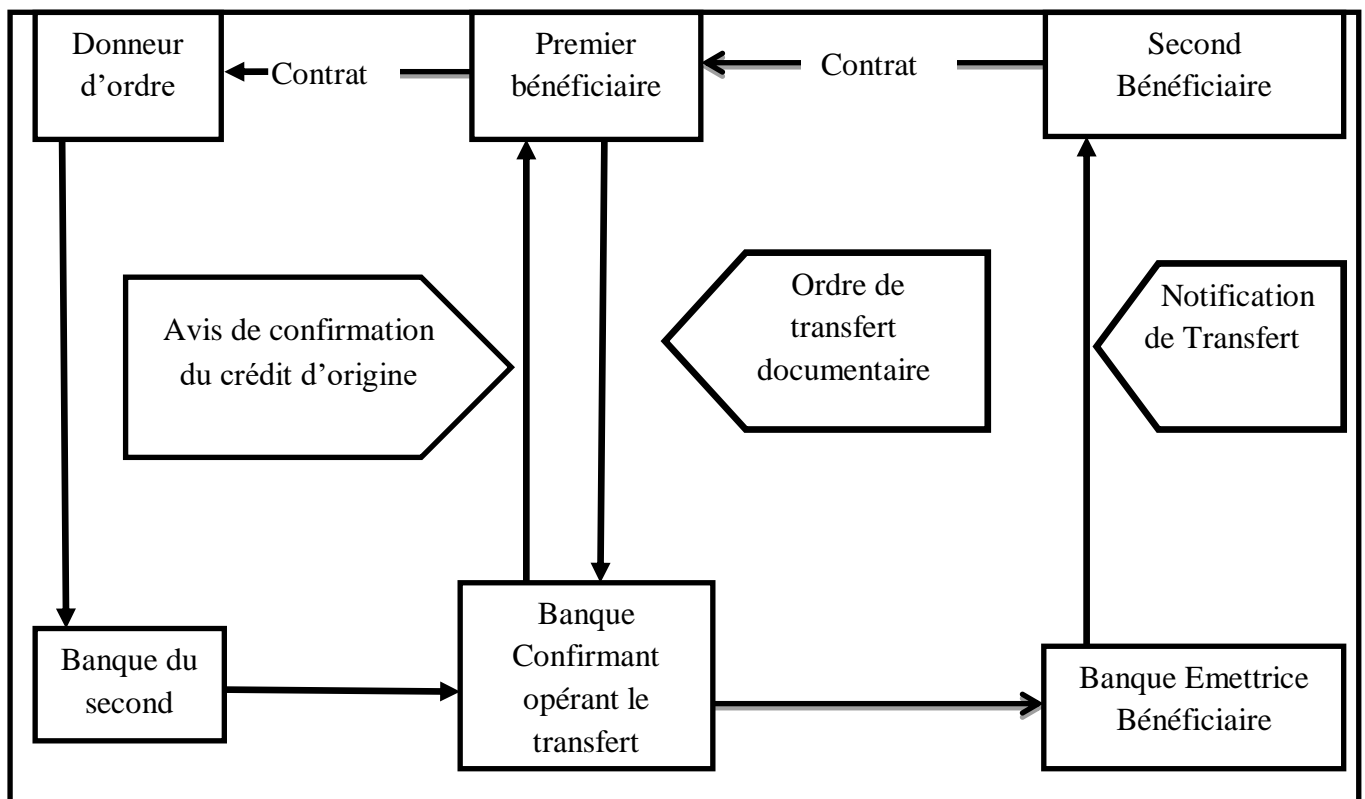 Donneur
d’ordre
Contrat
Premier
bénéficiaire
Contrat
Second
Bénéficiaire
Avis de confirmation
du crédit d’origine
Ordre de
transfert
documentaire
Notification
de Transfert
Banque du
second
Banque
Confirmant
opérant le
transfert
Banque Emettrice
Bénéficiaire